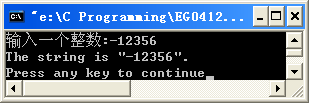 "e:\C Programming\EG0412...
输入一个整数:-12356
The string is "-12356".
Press any key to continue